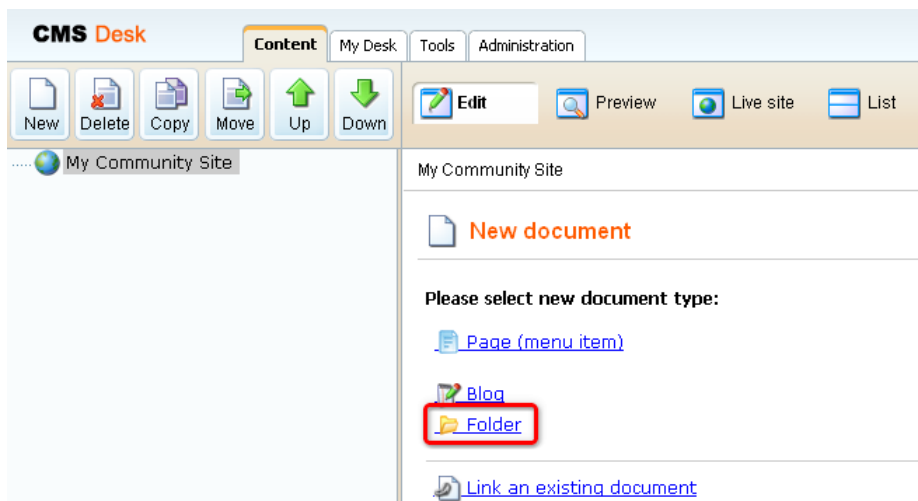 CMS Desk
Content My Desk Tools Administration
New Delete Copy Move Up Down Edit Preview Live site List
My Community Site
My Community Site
New document
Please select new document type:
Page (menu item)
Blog
Folder
Link an existing document